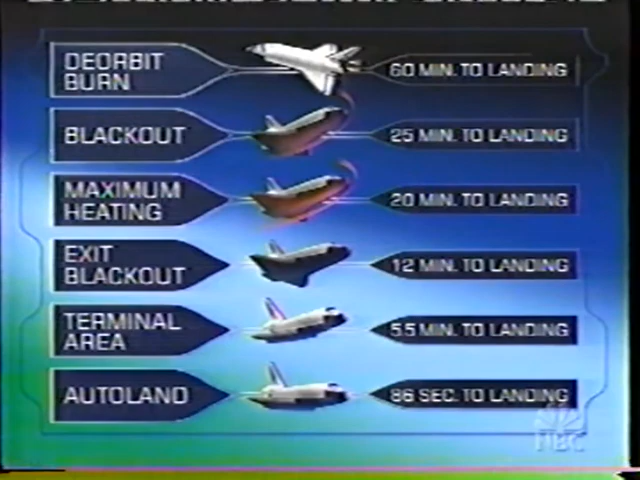 DEORBIT
BURN
60 MIN. TO LANDING
BLACKOUT
25 MIN. TO LANDING
MAXIMUM
HEATING
20 MIN. TO LANDING
EXIT
BLACKOUT
12 MIN. TO LANDING
TERMINAL
AREA
5.5 MIN. TO LANDING
AUTOLAND
86 SEC. TO LANDING
NBC